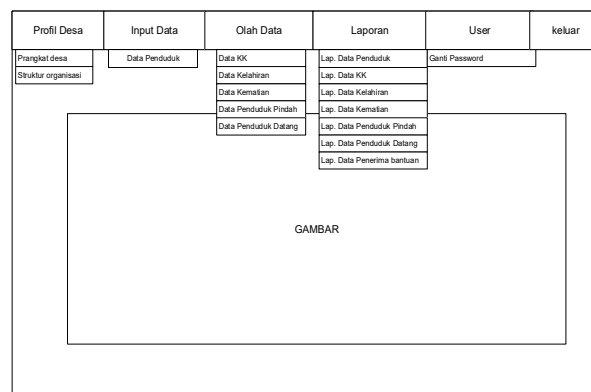 Profil Desa
Input Data
Olah Data
Laporan
User
keluar
Prangkat desa
Struktur organisasi
Data Penduduk
Data KK
Data Kelahiran
Data Kematian
Data Penduduk Pindah
Data Penduduk Datang
Lap. Data Penduduk
Lap. Data KK
Lap. Data Kelahiran
Lap. Data Kematian
Lap. Data Penduduk Pindah
Lap. Data Penduduk Datang
Lap. Data Penerima bantuan
Ganti Password
GAMBAR